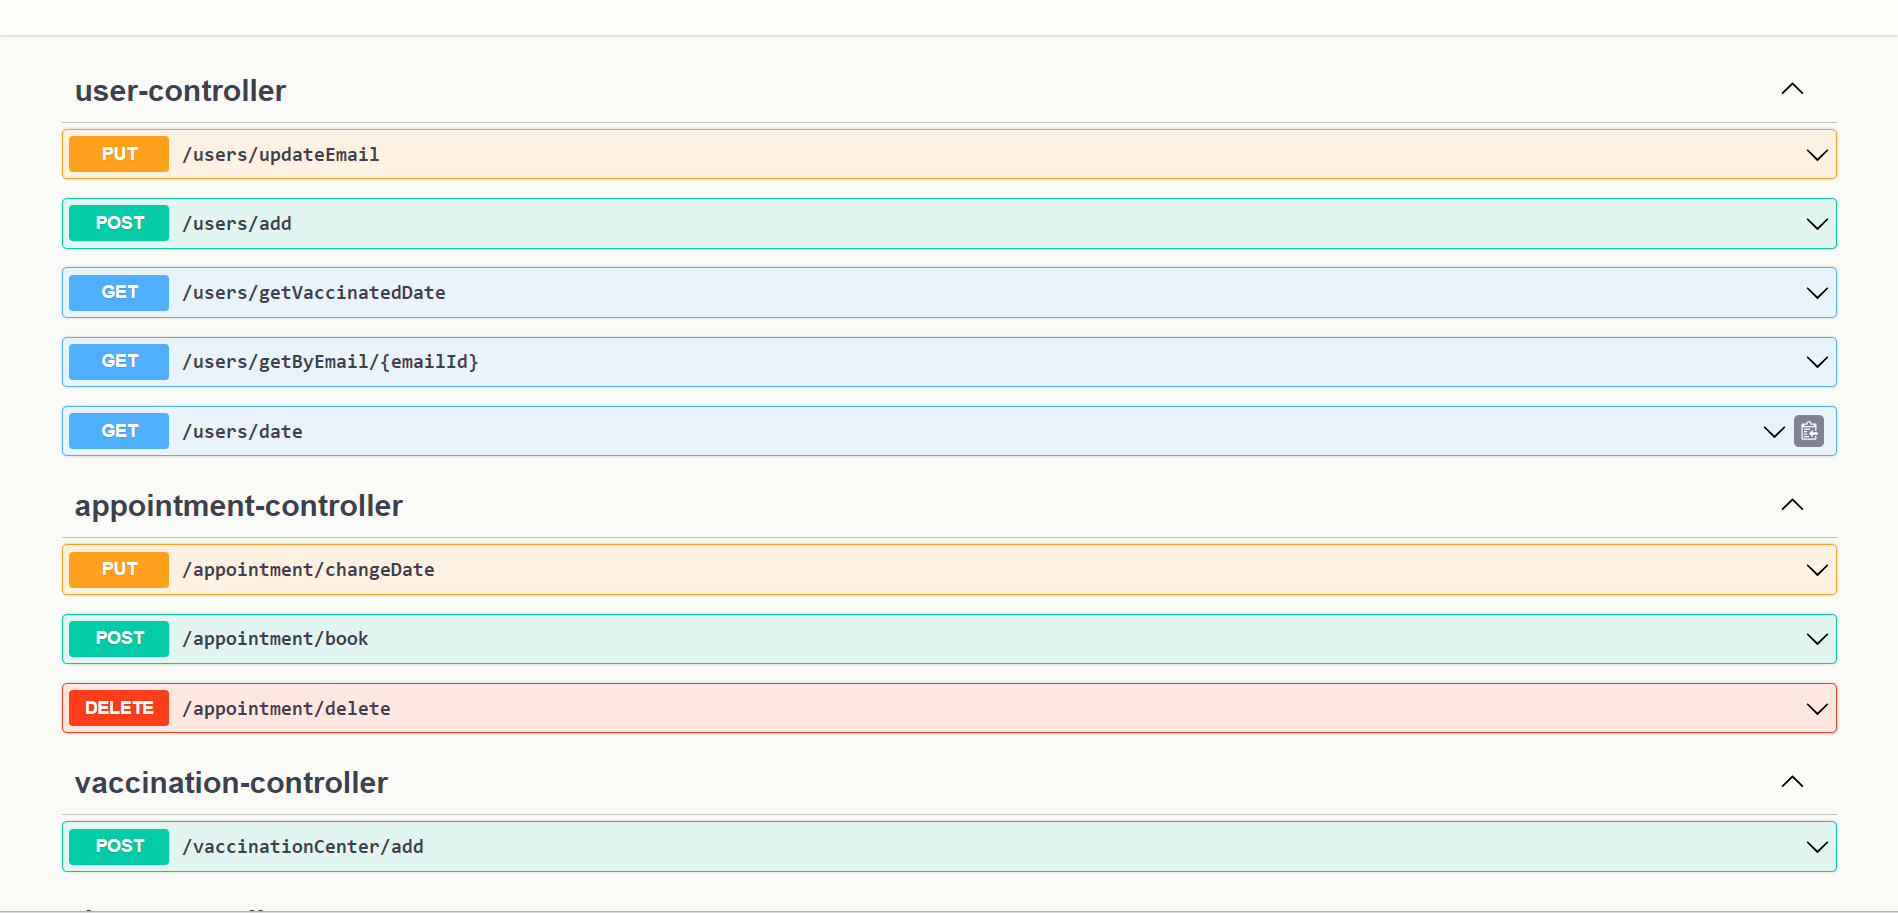 user-controller
PUT /users/updateEmail
POST /users/add
GET /users/getVaccinatedDate
GET /users/getByEmail/{emailId}
GET /users/date
appointment-controller
PUT /appointment/changeDate
POST /appointment/book
DELETE /appointment/delete
vaccination-controller
POST /vaccinationCenter/add